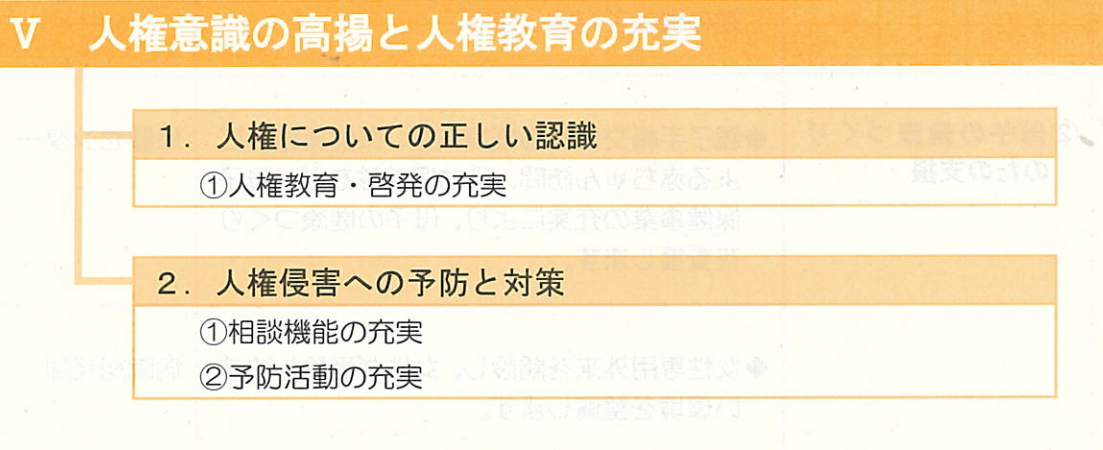 Ⅴ 人権意識の高揚と人権教育の充実
1．人権についての正しい認識
①人権教育・啓発の充実
2．人権侵害への予防と対策
①相談機能の充実
②予防活動の充実